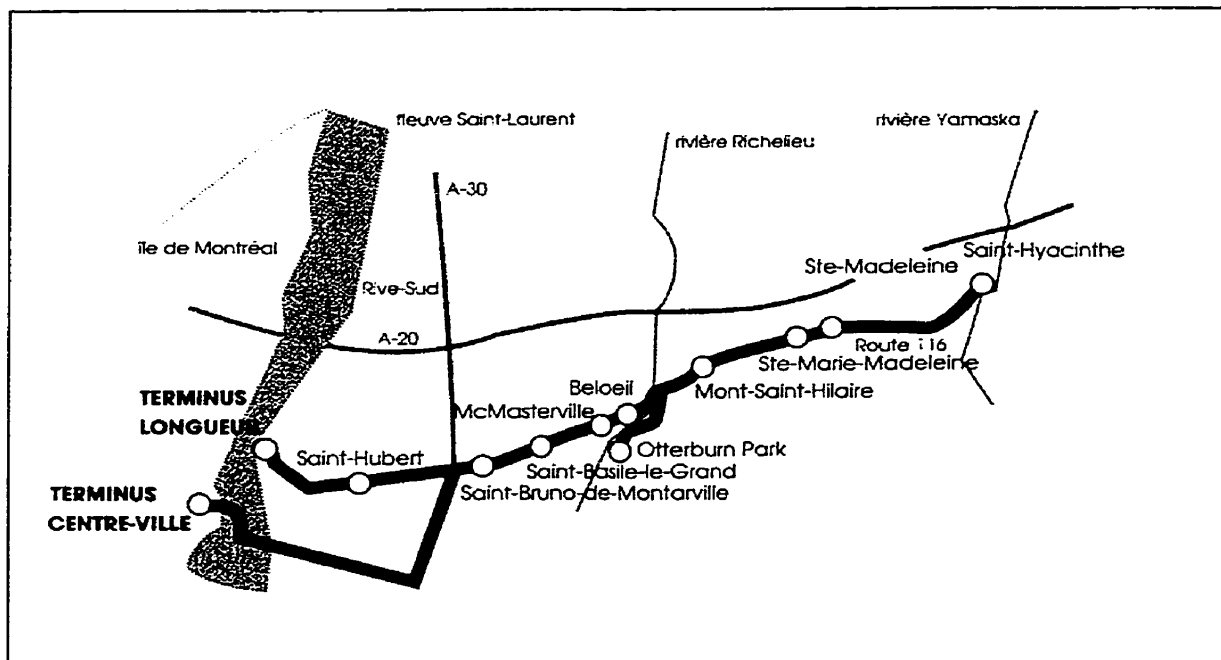 fleuve Saint-Laurent
rivière Yamaska
rivière Richelieu
A-30
île de Montréal
Saint-Hyacinthe
Ste-Madeleine
Rive-Sud
A-20
Route 116
Ste-Marie-Madeleine
Beloeil
Mont-Saint-Hilaire
TERMINUS
LONGUEUIL
McMasterville
Saint-Hubert
Otterburn Park
Saint-Basile-le-Grand
Saint-Bruno-de-Montarville
TERMINUS
CENTRE-VILLE